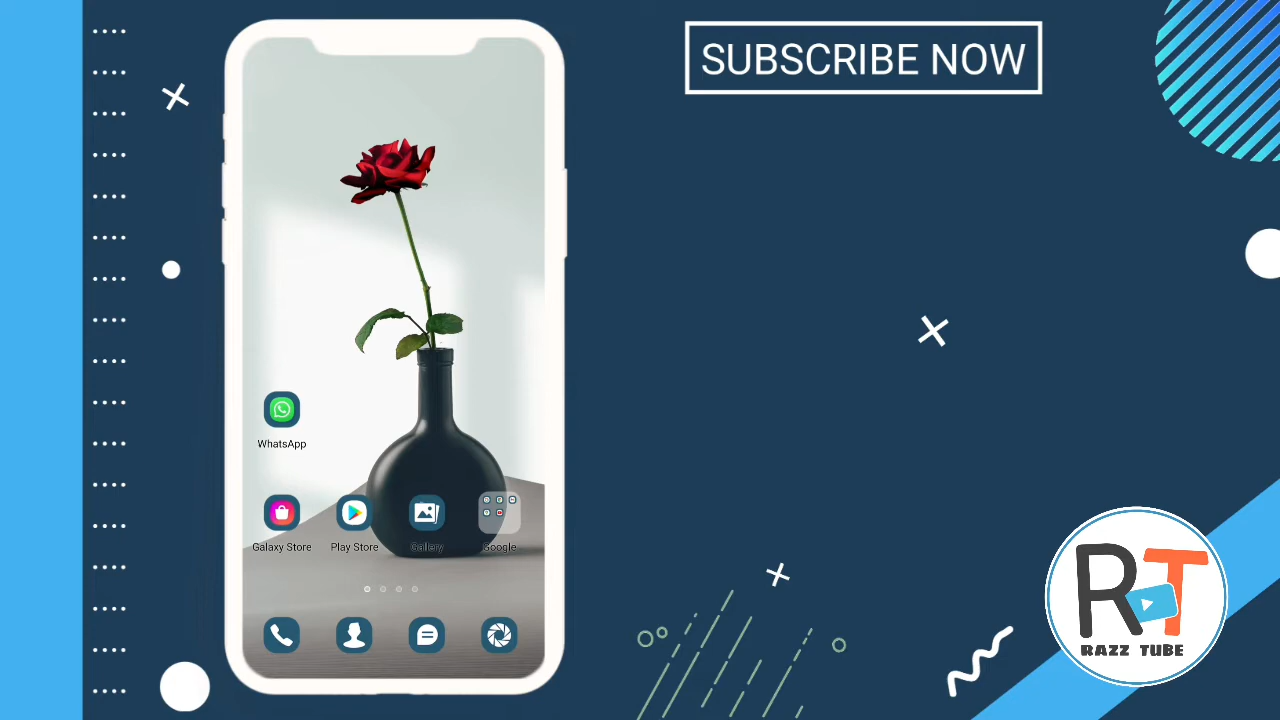 SUBSCRIBE NOW
WhatsApp
Galaxy Store
Play Store
Gallery
Google
RT
RAZZ TUBE